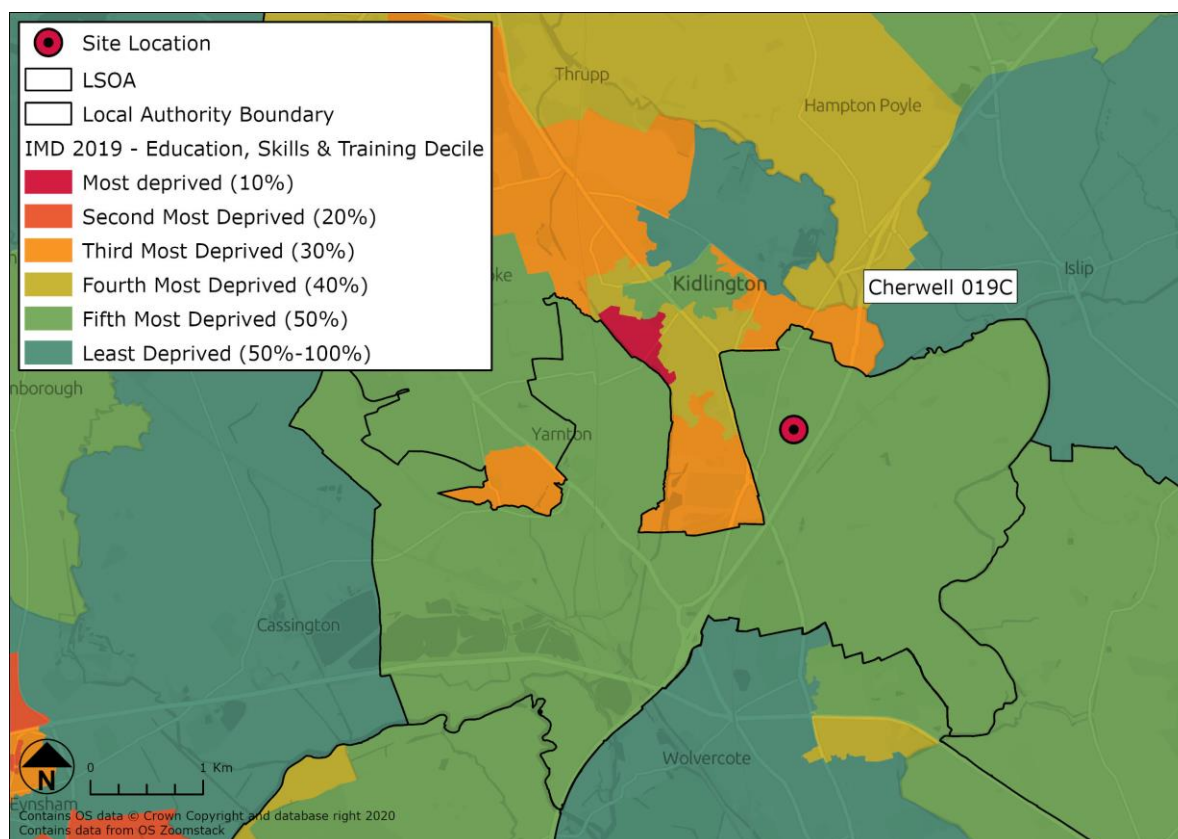 Site Location
LSOA
Local Authority Boundary
IMD 2019 - Education, Skills & Training Decile
Most deprived (10%)
Second Most Deprived (20%)
Third Most Deprived (30%)
Fourth Most Deprived (40%)
Fifth Most Deprived (50%)
Least Deprived (50%-100%)
Thrupp
Hampton Poyle
oke
Kidlington
Cherwell 019C
Islip
nborough
Yarnton
Cassington
Wolvercote
N
0 1 Km
Eynsham
Contains OS data © Crown Copyright and database right 2020
Contains data from OS Zoomstack